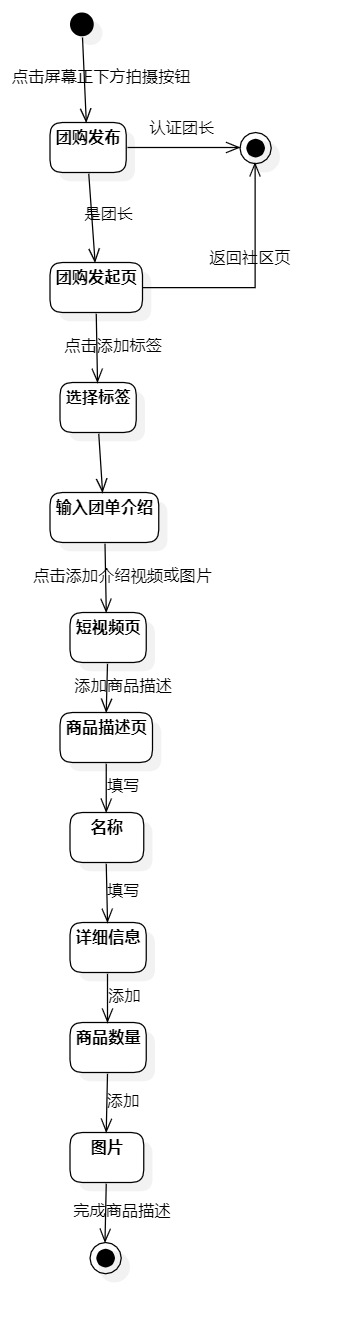 点击屏幕正下方拍摄按钮
团购发布
认证团长
是团长
返回社区页
团购发起页
点击添加标签
选择标签
输入团单介绍
点击添加介绍视频或图片
短视频页
添加商品描述
商品描述页
填写
名称
填写
详细信息
添加
商品数量
添加
图片
完成商品描述